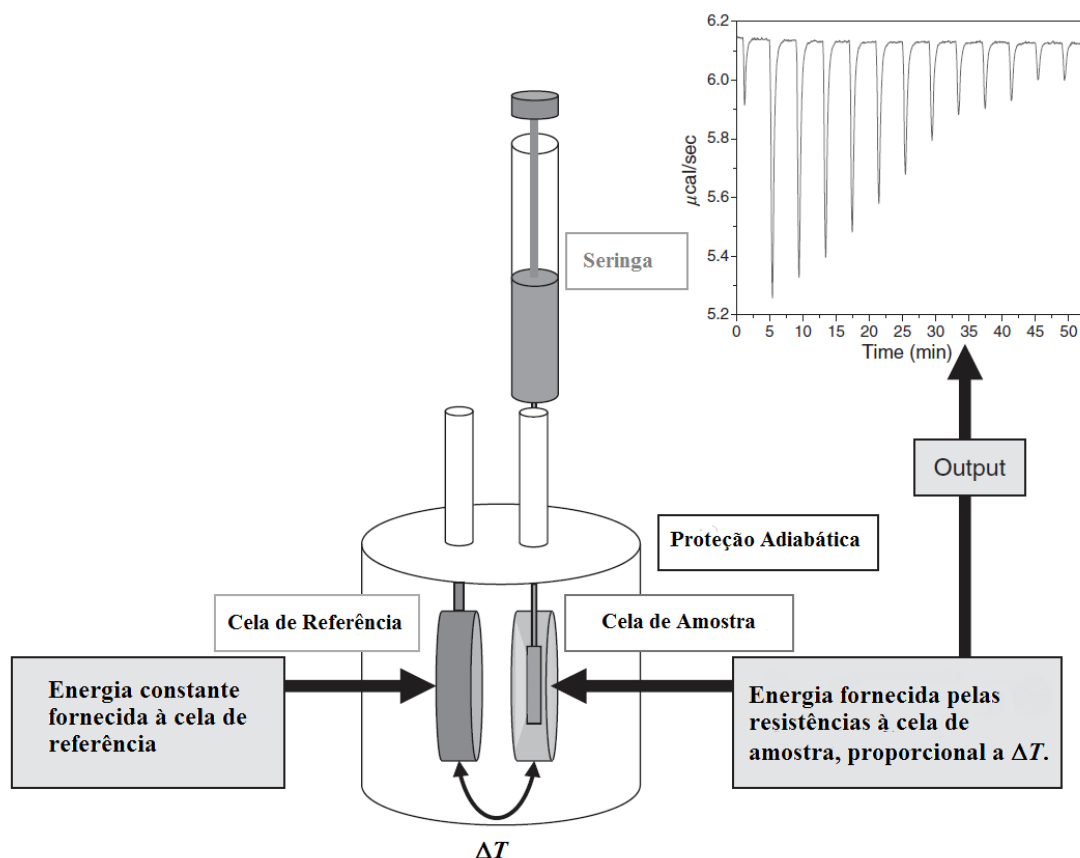 6.2
6.0
5.8
5.6
5.4
5.2
μcal/sec
0 5 10 15 20 25 30 35 40 45 50
Time (min)
Seringa
Output
Proteção Adiabática
Cela de Referência
Cela de Amostra
Energia constante
fornecida à cela de
referência
Energia fornecida pelas
resistências à cela de
amostra, proporcional a ΔT.
ΔT